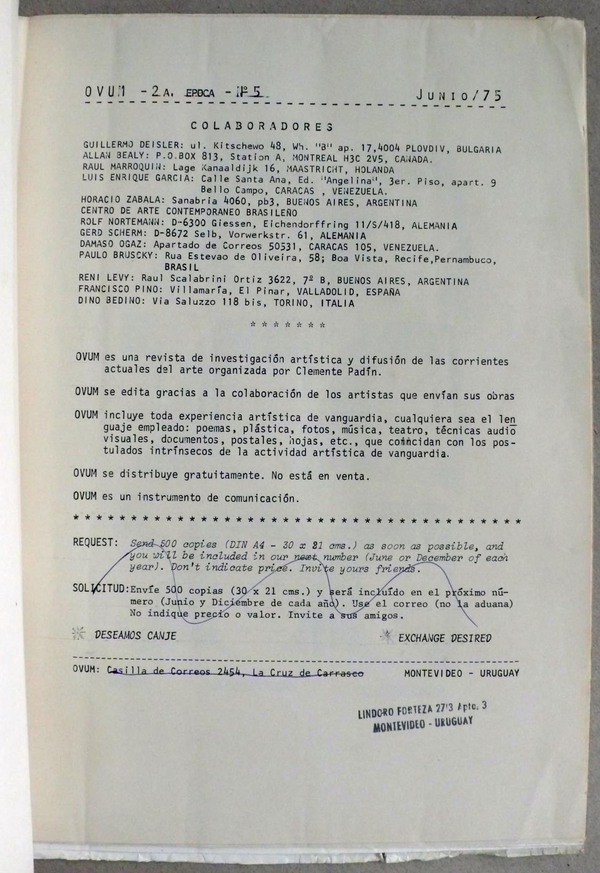 OVUM - 2A. EPOCA - Nº 5 JUNIO/75
COLABORADORES
GUILLERMO DEISLER: ul. Kitschewo 48, Wh. "B" ap. 17,4004 PLOVDIV, BULGARIA
ALLAN BEALY: P.O.BOX 813, Station A, MONTREAL H3C 2V5, CANADA.
RAUL MARROQUIN: Lage Kanaaldijk 16, MAASTRICHT, HOLANDA
LUIS ENRIQUE GARCIA: Calle Santa Ana, Ed. "Angelina", 3er. Piso, apart. 9
Bello Campo, CARACAS , VENEZUELA.
HORACIO ZABALA: Sanabria 4060, pb3, BUENOS AIRES, ARGENTINA
CENTRO DE ARTE CONTEMPORANEO BRASILEÑO
ROLF NORTEMANN: D-6300 Giessen, Eichendorffring 11/S/418, ALEMANIA
GERD SCHERM: D-8672 Selb, Vorwerkstr. 61, ALEMANIA
DAMASO OGAZ: Apartado de Correos 50531, CARACAS 105, VENEZUELA.
PAULO BRUSCKY: Rua Estevao de Oliveira, 58; Boa Vista, Recife,Pernambuco,
BRASIL
RENI LEVY: Raul Scalabrini Ortiz 3622, 7º B, BUENOS AIRES, ARGENTINA
FRANCISCO PINO: Villamaría, El Pinar, VALLADOLID, ESPAÑA
DINO BEDINO: Via Saluzzo 118 bis, TORINO, ITALIA
* * * * * * *
OVUM es una revista de investigación artística y difusión de las corrientes
actuales del arte organizada por Clemente Padín.
OVUM se edita gracias a la colaboración de los artistas que envían sus obras
OVUM incluye toda experiencia artística de vanguardia, cualquiera sea el len
guaje empleado: poemas, plástica, fotos, música, teatro, técnicas audio
visuales, documentos, postales, hojas, etc., que coincidan con los pos-
tulados intrínsecos de la actividad artística de vanguardia.
OVUM se distribuye gratuitamente. No está en venta.
OVUM es un instrumento de comunicación.
* * * * * * * * * * * * * * * * * * * * * * * * * * * * * * * * * * * * * * *
REQUEST: Send 500 copies (DIN A4 - 30 x 21 cms.) as soon as possible, and
you will be included in our next number (June or December of each
year). Don't indicate price. Invite yours friends.
SOLICITUD:Envíe 500 copias (30 x 21 cms.) y será incluído en el próximo nú-
mero (Junio y Diciembre de cada año). Use el correo (no la aduana)
No indique precio o valor. Invite a sus amigos.
DESEAMOS CANJE EXCHANGE DESIRED
OVUM: Casilla de Correos 2454, La Cruz de Carrasco MONTEVIDEO - URUGUAY
LINDORO FORTEZA 2713 Apto. 3
MONTEVIDEO - URUGUAY